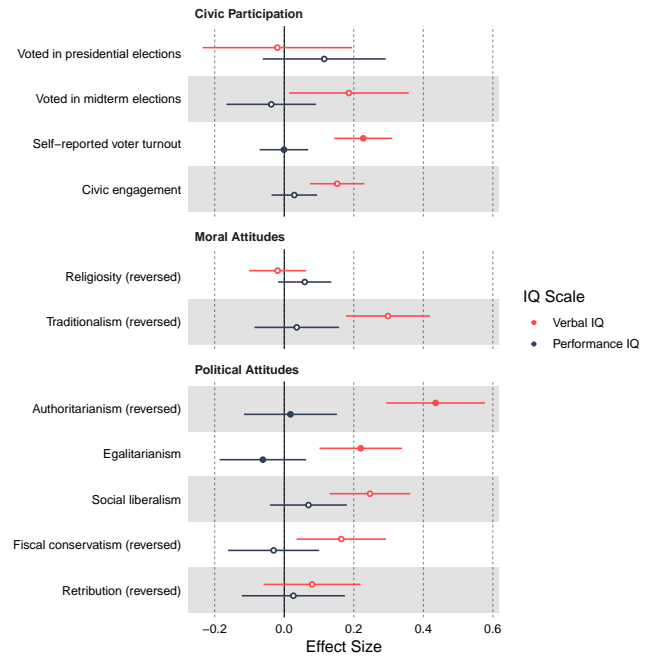 Civic Participation
Voted in presidential elections
Voted in midterm elections
Self−reported voter turnout
Civic engagement
Moral Attitudes
Religiosity (reversed)
Traditionalism (reversed)
Political Attitudes
Authoritarianism (reversed)
Egalitarianism
Social liberalism
Fiscal conservatism (reversed)
Retribution (reversed)
−0.2 0.0 0.2 0.4 0.6
Effect Size
IQ Scale
Verbal IQ
Performance IQ